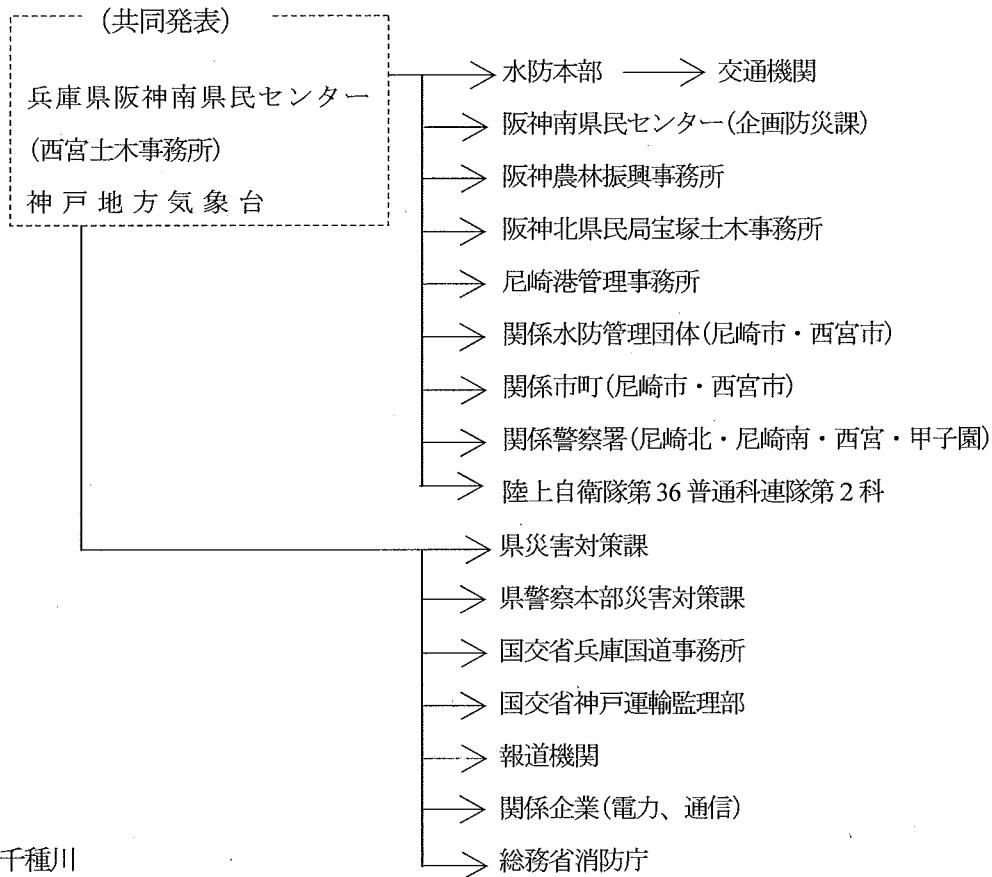 (共同発表)
兵庫県阪神南県民センター
(西宮土木事務所)
神戸地方気象台
水防本部 交通機関
阪神南県民センター(企画防災課)
阪神農林振興事務所
阪神北県民局宝塚土木事務所
尼崎港管理事務所
関係水防管理団体(尼崎市・西宮市)
関係市町(尼崎市・西宮市)
関係警察署(尼崎北・尼崎南・西宮・甲子園)
陸上自衛隊第36普通科連隊第2科
県災害対策課
県警察本部災害対策課
国交省兵庫国道事務所
国交省神戸運輸監理部
報道機関
関係企業(電力、通信)
総務省消防庁
千種川